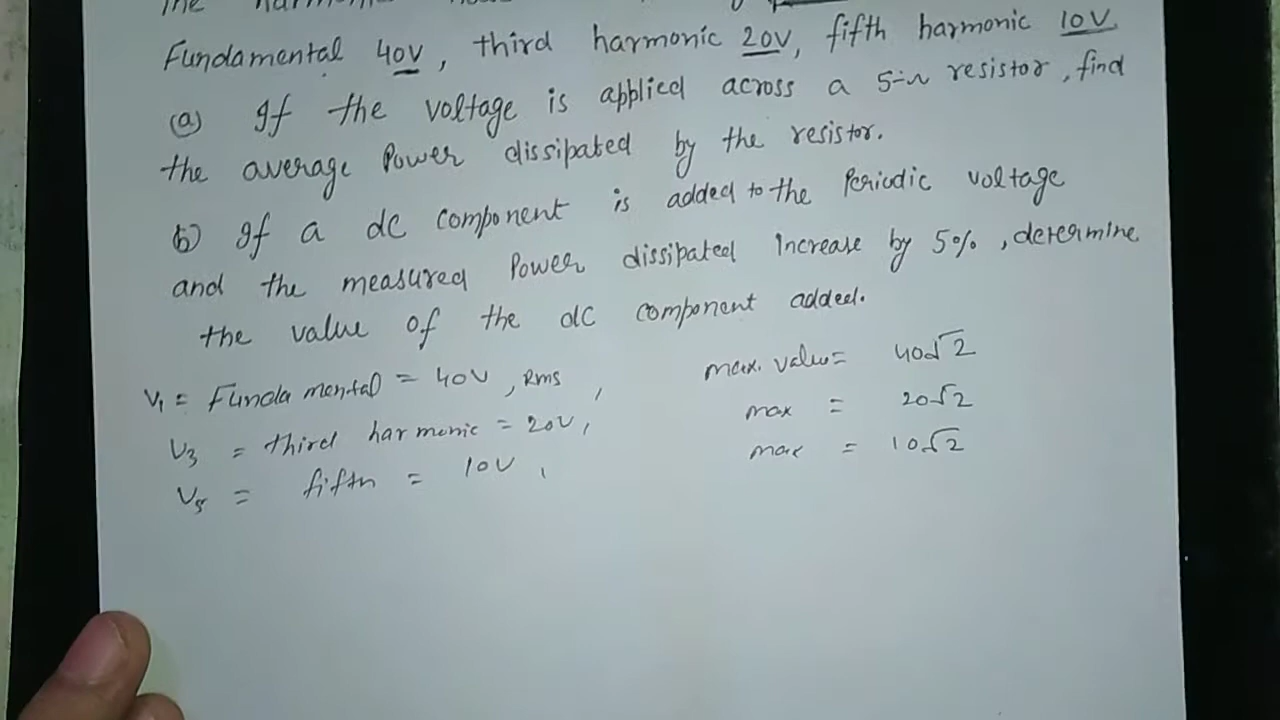 The
Fundamental 40V, third harmonic 20V, fifth harmonic 10V
(a) If the voltage is applied across a 5-Ω resistor, find
the average Power dissipated by the resistor.
b) If a dc component is added to the Periodic voltage
and the measured Power dissipated Increase by 5%, determine
the value of the dc component added.
V1 = Fundamental = 40V, Rms, max. value = 40√2
V3 = third harmonic = 20V, max = 20√2
V5 = fifth = 10V, max = 10√2